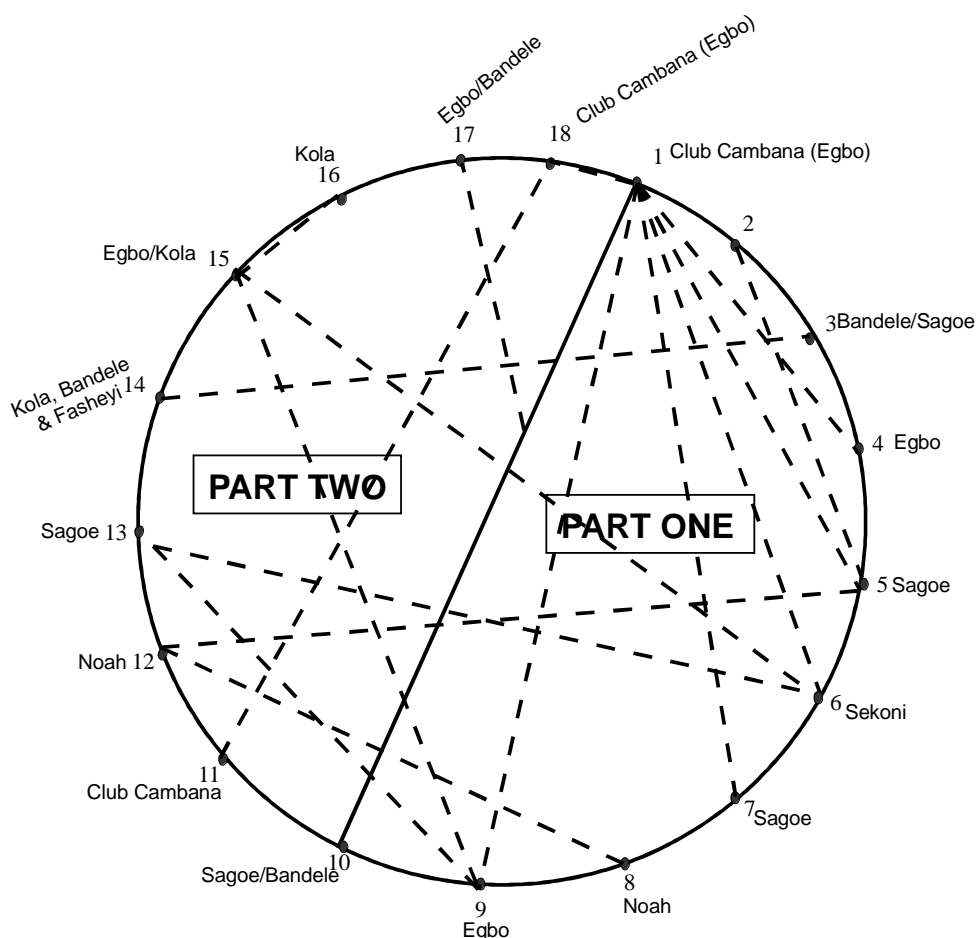 Egbo/Bandele
17
18 Club Cambana (Egbo)
1 Club Cambana (Egbo)
Kola
16
2
Egbo/Kola 15
3 Bandele/Sagoe
Kola, Bandele
& Fasheyi 14
4 Egbo
PART TWO
PART ONE
Sagoe 13
5 Sagoe
Noah 12
6 Sekoni
11
Club Cambana
7
Sagoe
10
Sagoe/Bandele
8
Noah
9
Egbo